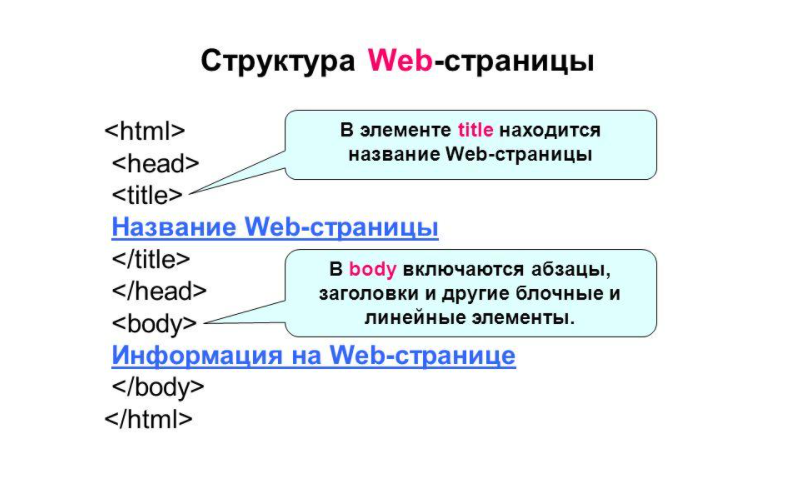 Структура Web-страницы
<html>
<head>
<title>
В элементе title находится
название Web-страницы
Название Web-страницы
</title>
</head>
<body>
В body включаются абзацы,
заголовки и другие блочные и
линейные элементы.
Информация на Web-странице
</body>
</html>